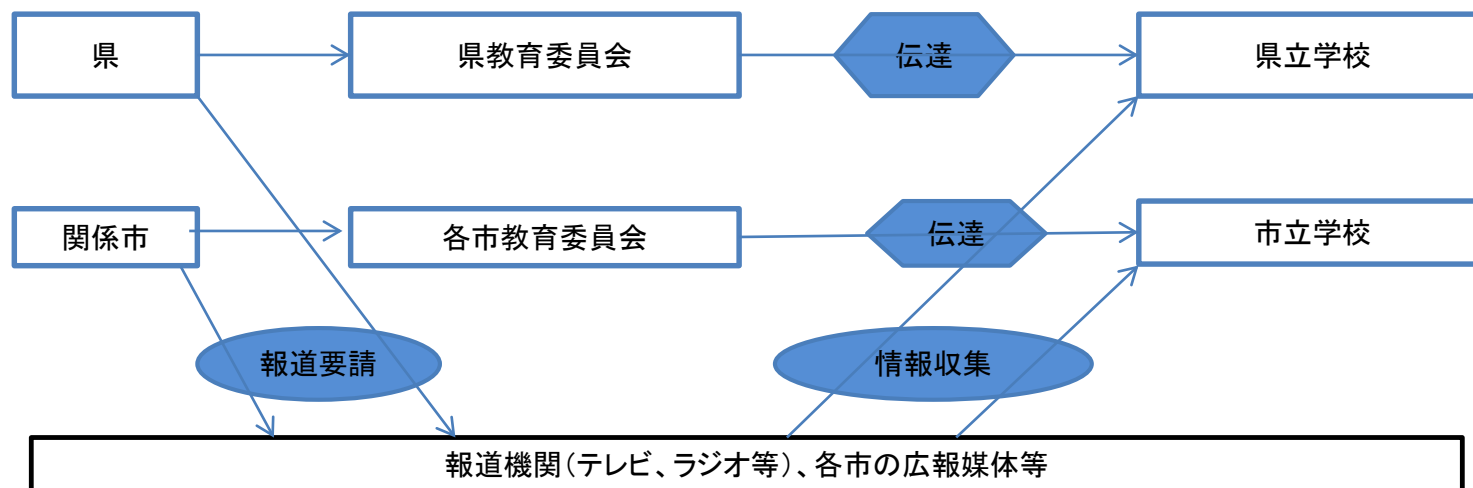 県
県教育委員会
伝達
県立学校
関係市
各市教育委員会
伝達
市立学校
報道要請
情報収集
報道機関(テレビ、ラジオ等)、各市の広報媒体等